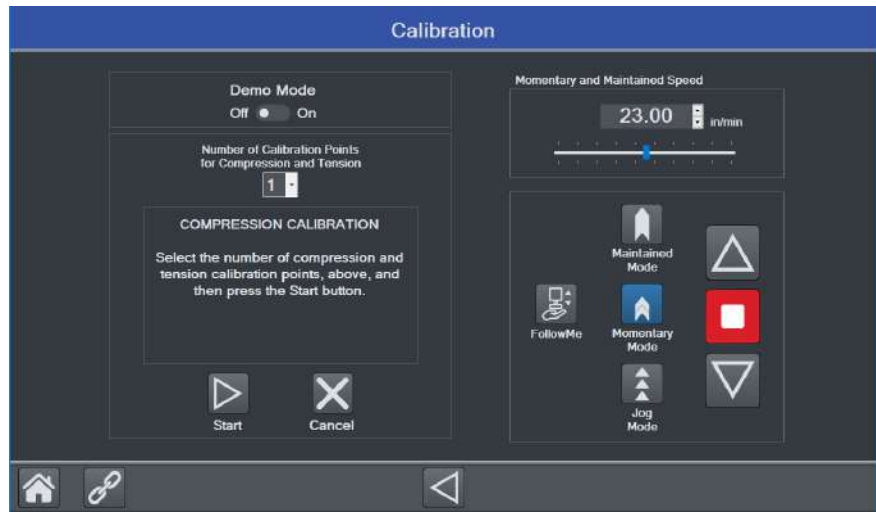 Calibration
Demo Mode
Off On
Number of Calibration Points
for Compression and Tension
1
COMPRESSION CALIBRATION
Select the number of compression and
tension calibration points, above, and
then press the Start button.
Start Cancel
Momentary and Maintained Speed
23.00 in/min
Maintained
Mode
FollowMe
Momentary
Mode
Jog
Mode